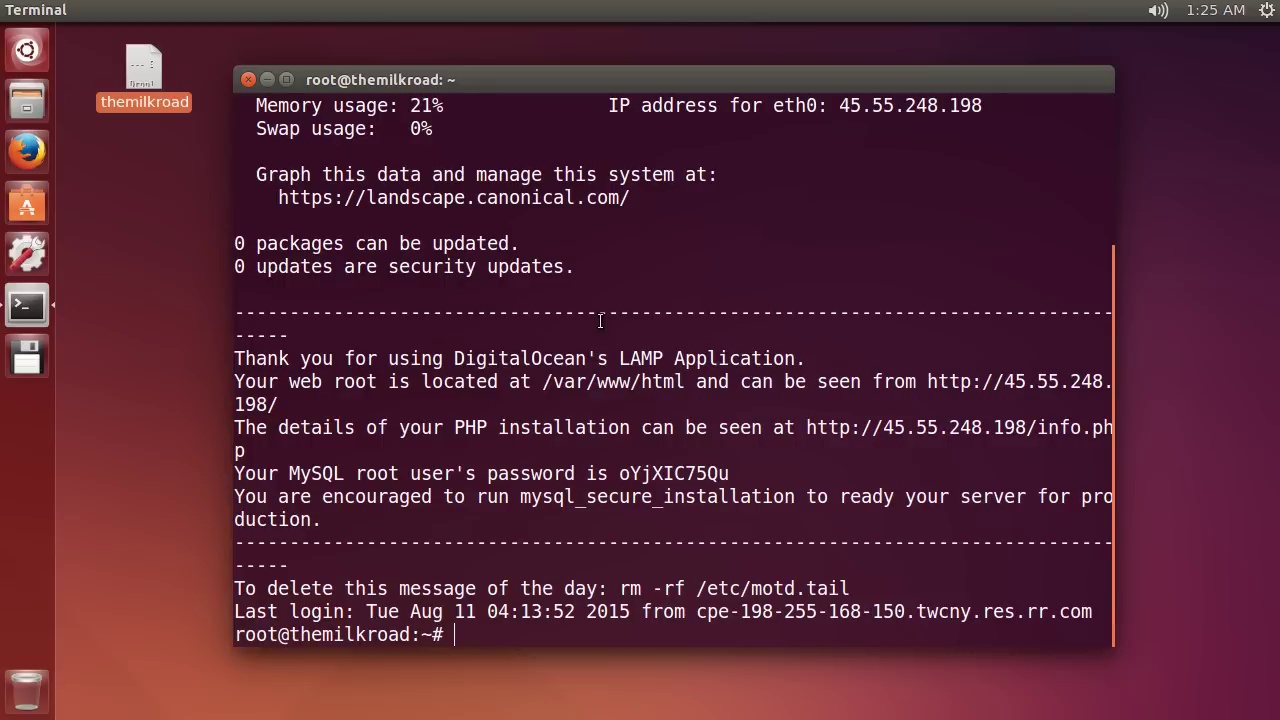 Terminal
1:25 AM
themilkroad
root@themilkroad: ~
Memory usage: 21% IP address for eth0: 45.55.248.198
Swap usage: 0%
Graph this data and manage this system at:
https://landscape.canonical.com/
0 packages can be updated.
0 updates are security updates.
--------------------------------------------------------------------------------
-----
Thank you for using DigitalOcean's LAMP Application.
Your web root is located at /var/www/html and can be seen from http://45.55.248.
198/
The details of your PHP installation can be seen at http://45.55.248.198/info.ph
p
Your MySQL root user's password is oYjXIC75Qu
You are encouraged to run mysql_secure_installation to ready your server for pro
duction.
--------------------------------------------------------------------------------
-----
To delete this message of the day: rm -rf /etc/motd.tail
Last login: Tue Aug 11 04:13:52 2015 from cpe-198-255-168-150.twcny.res.rr.com
root@themilkroad:~#